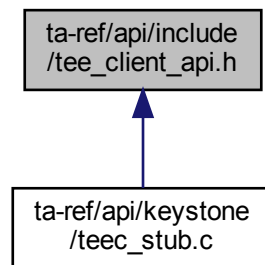 ta-ref/api/include
/tee_client_api.h
ta-ref/api/keystone
/teec_stub.c